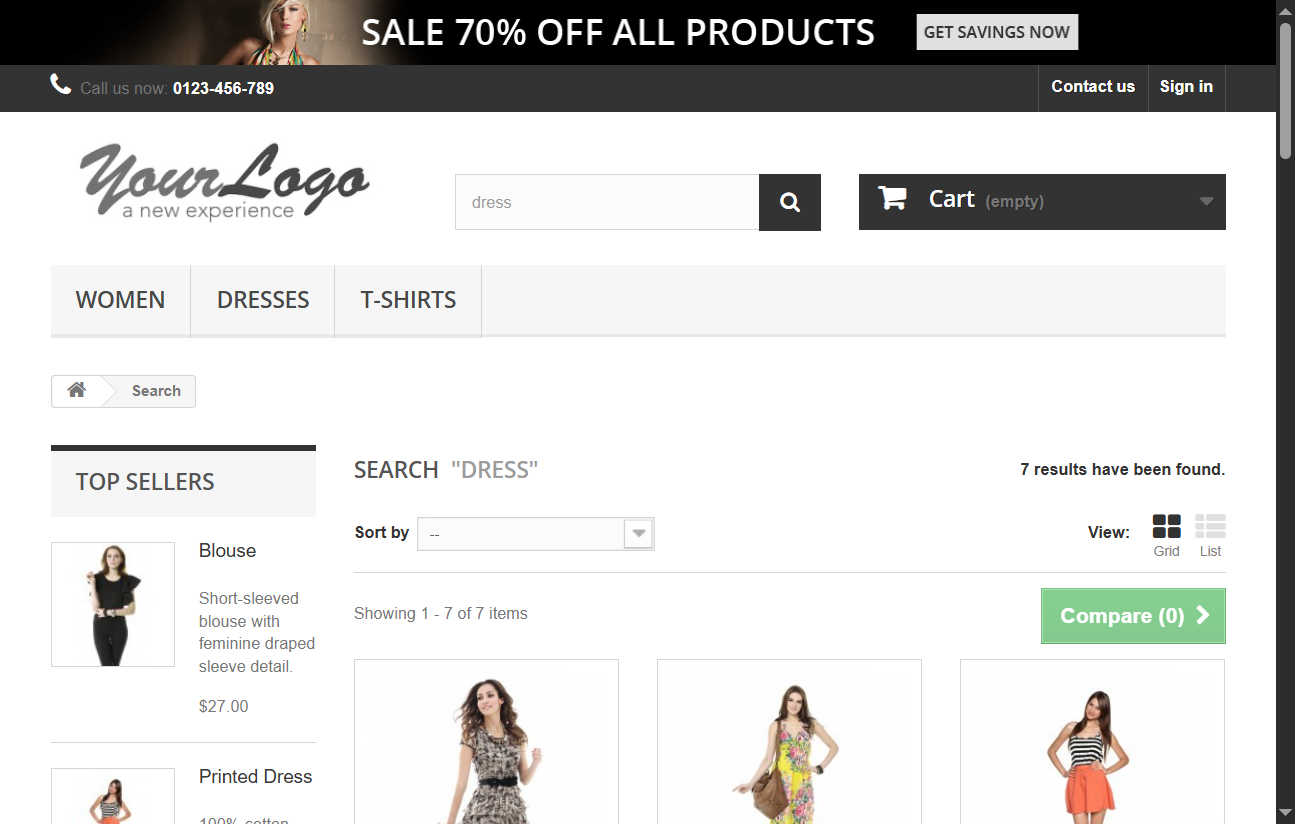 SALE 70% OFF ALL PRODUCTS GET SAVINGS NOW
Call us now: 0123-456-789 Contact us Sign in
YourLogo
a new experience
dress
Cart (empty)
WOMEN DRESSES T-SHIRTS
Search
TOP SELLERS
Blouse
Short-sleeved
blouse with
feminine draped
sleeve detail.
$27.00
Printed Dress
100% cotton
SEARCH "DRESS" 7 results have been found.
Sort by -- View: Grid List
Showing 1 - 7 of 7 items Compare (0)